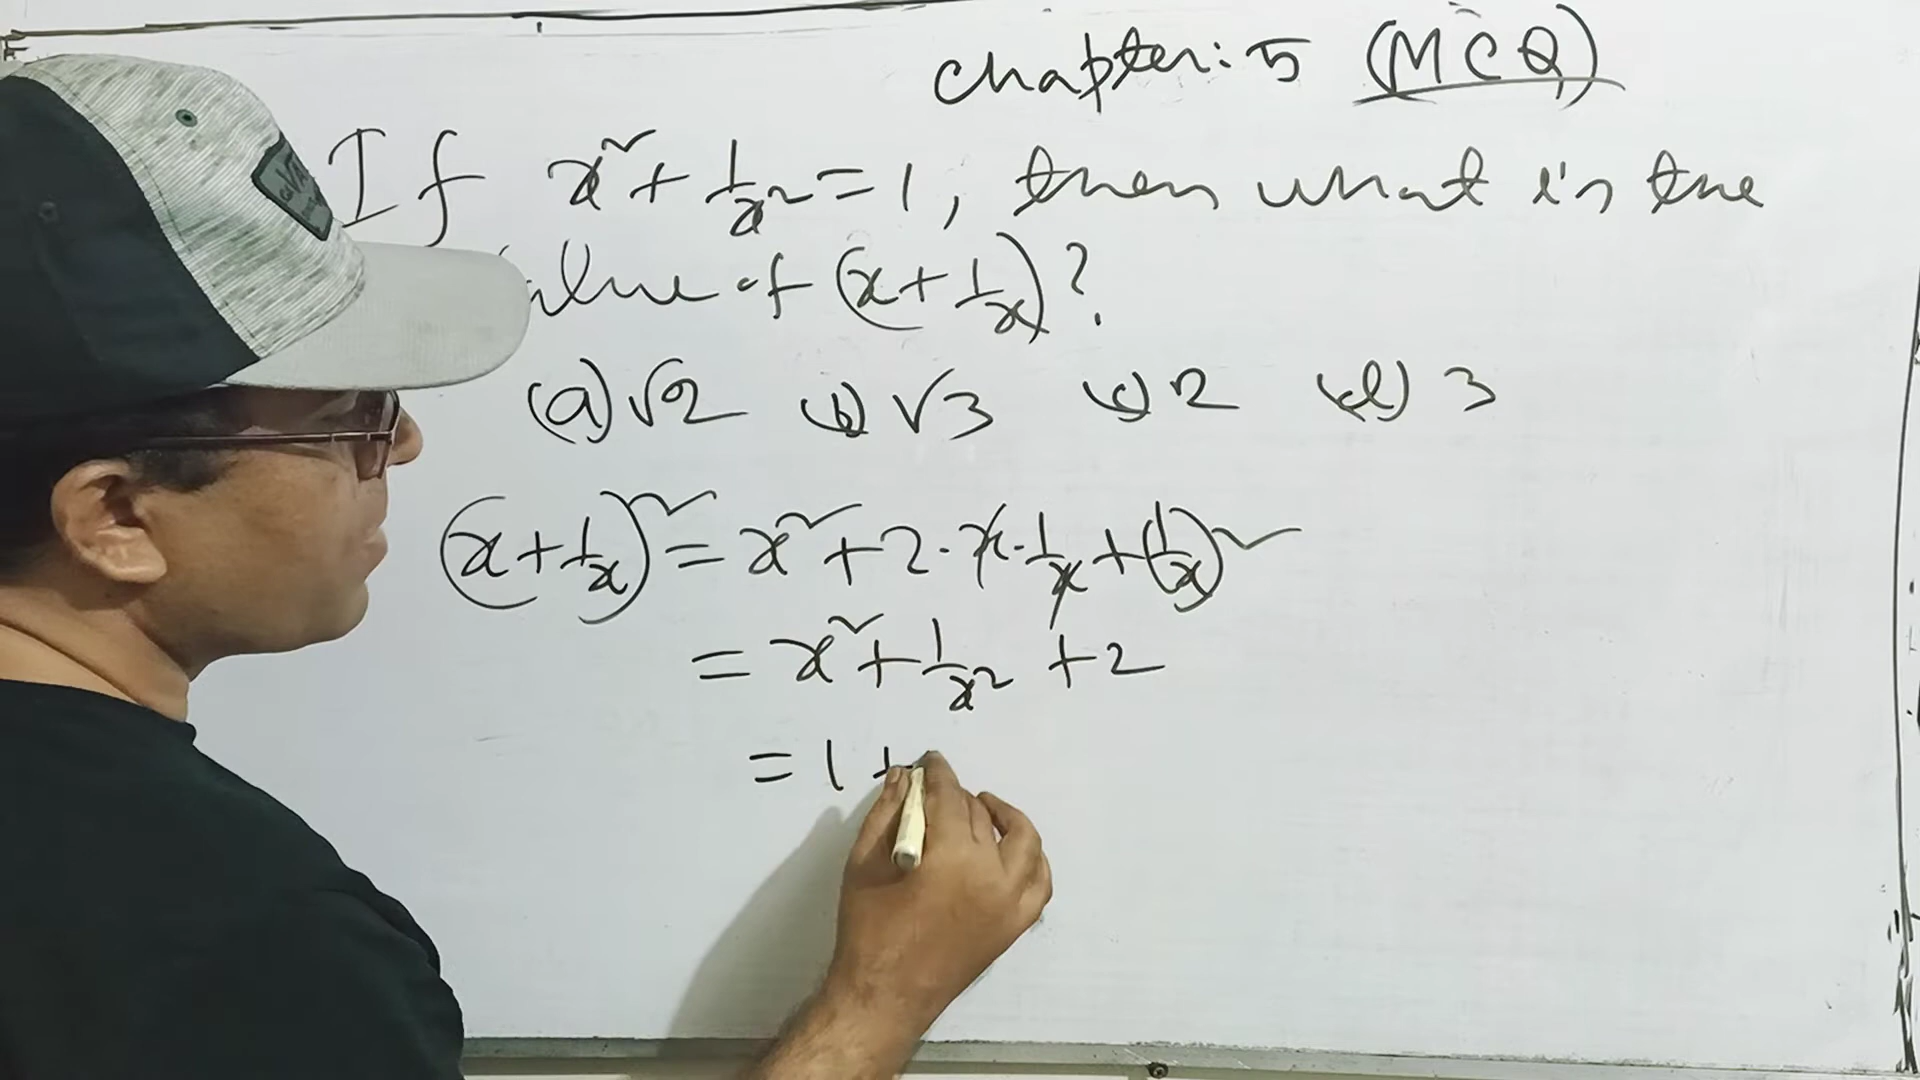 Chapter: 5 (MCQ)
If x² + 1/x² = 1, then what is the
value of (x + 1/x)?
(a) √2 (b) √3 (c) 2 (d) 3
(x + 1/x)² = x² + 2·x·1/x + (1/x)²
= x² + 1/x² + 2
= 1 +